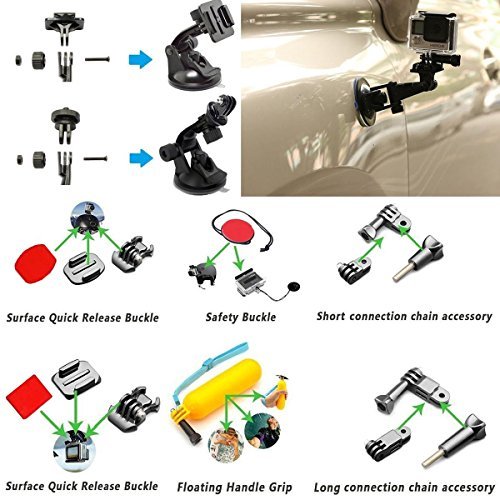 Surface Quick Release Buckle
Safety Buckle
Short connection chain accessory
Surface Quick Release Buckle
Floating Handle Grip
Long connection chain accessory